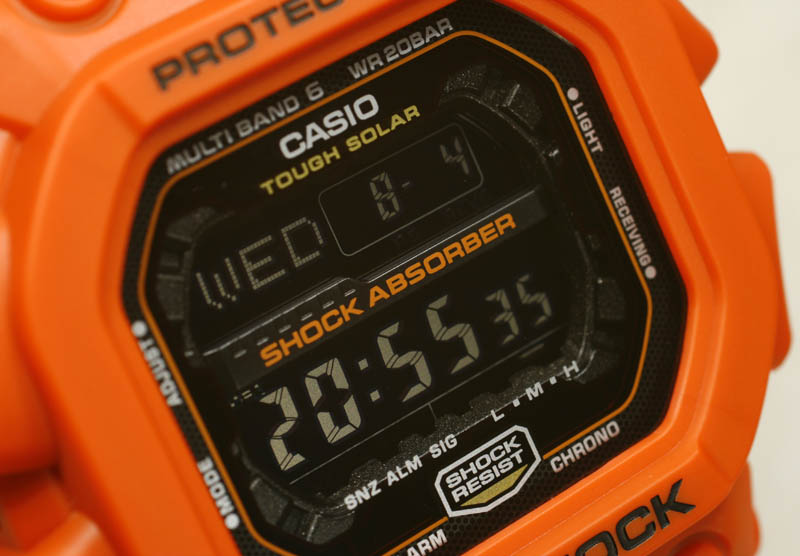 PROTEC
MULTI BAND 6 WR 20BAR
CASIO
TOUGH SOLAR
LIGHT
RECEIVING
WED 8- 4
SHOCK ABSORBER
ADJUST
20:55 35
L • M • H
SNZ ALM SIG
MODE
SHOCK
RESIST
CHRONO
ARM
OCK